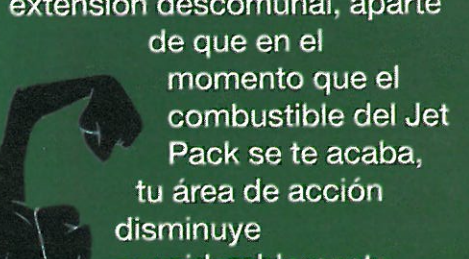 extensión descomunal, aparte
de que en el
momento que el
combustible del Jet
Pack se te acaba,
tu área de acción
disminuye